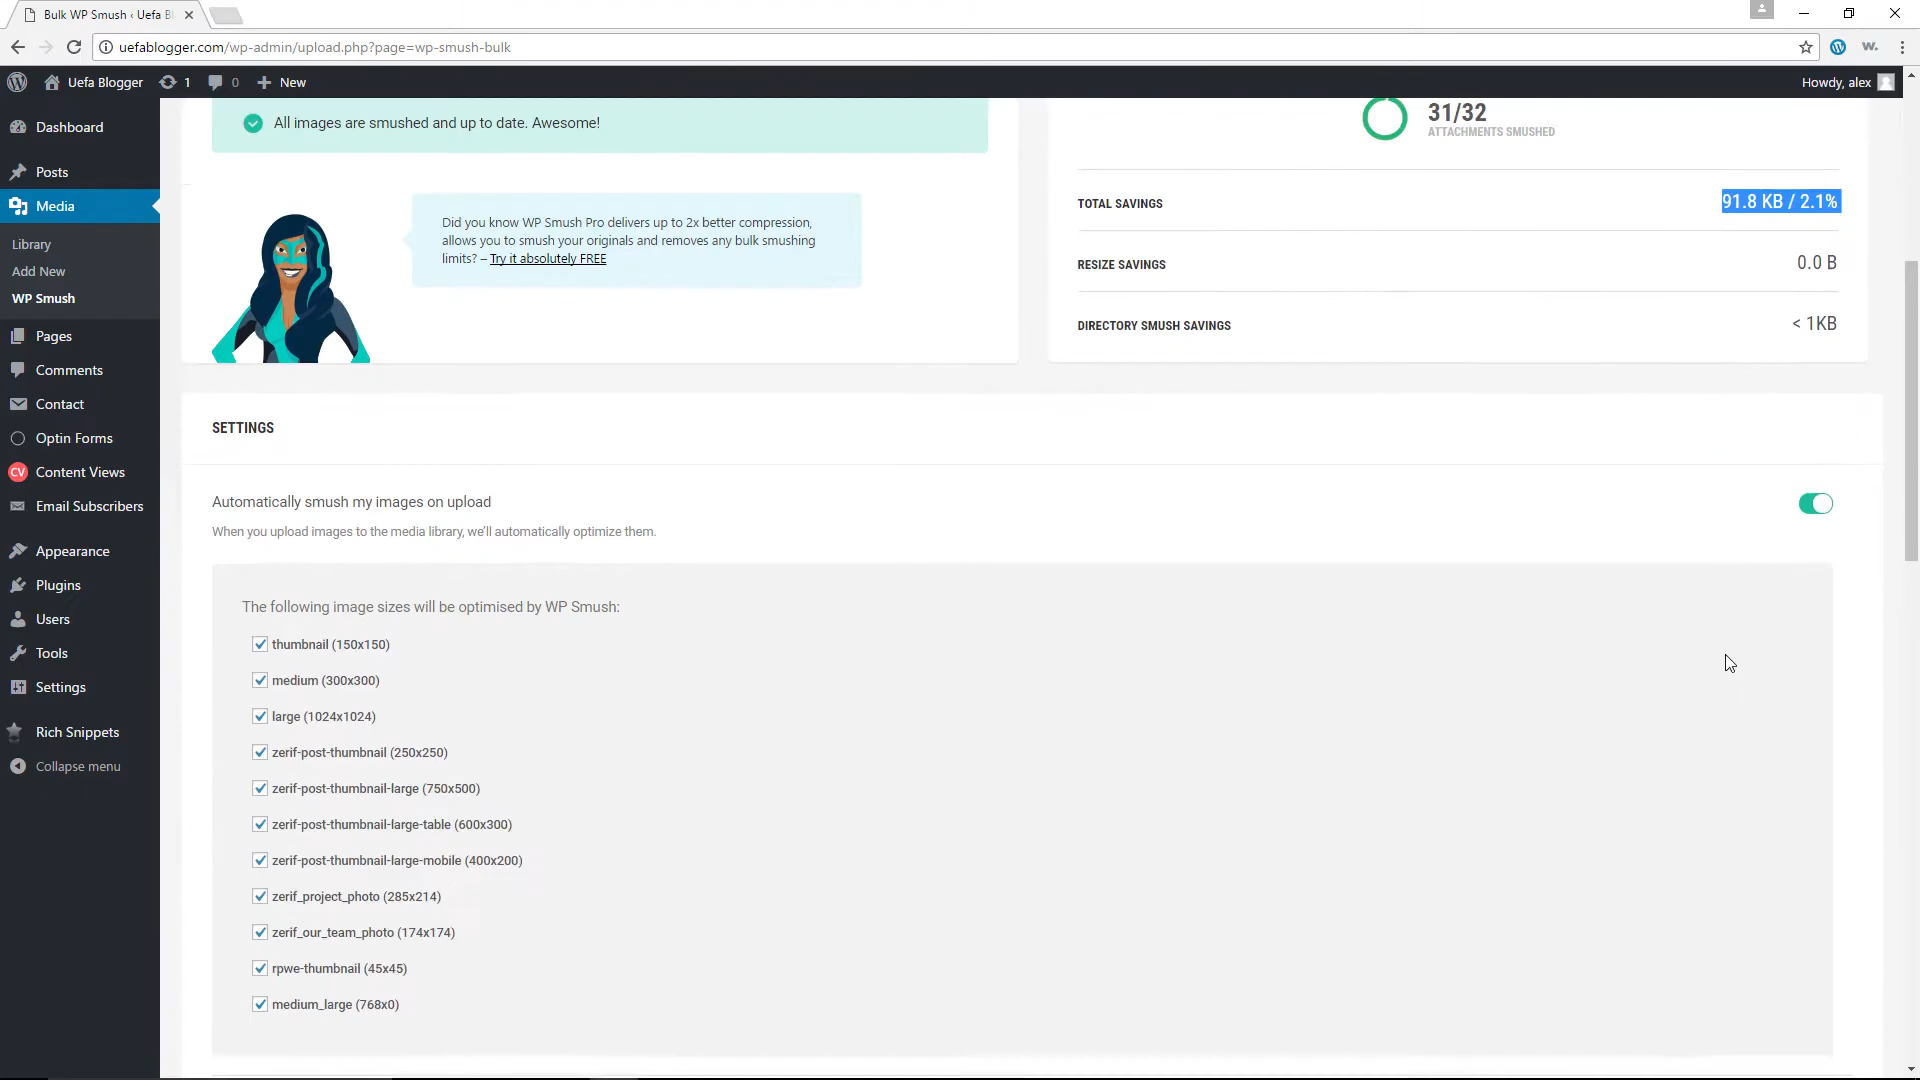 Bulk WP Smush ‹ Uefa Bl
uefablogger.com/wp-admin/upload.php?page=wp-smush-bulk
Uefa Blogger
1
0
New
Howdy, alex
Dashboard
Posts
Media
Library
Add New
WP Smush
Pages
Comments
Contact
Optin Forms
CV
Content Views
Email Subscribers
Appearance
Plugins
Users
Tools
Settings
Rich Snippets
Collapse menu
All images are smushed and up to date. Awesome!
Did you know WP Smush Pro delivers up to 2x better compression,
allows you to smush your originals and removes any bulk smushing
limits? – Try it absolutely FREE
31/32
ATTACHMENTS SMUSHED
TOTAL SAVINGS
91.8 KB / 2.1%
RESIZE SAVINGS
0.0 B
DIRECTORY SMUSH SAVINGS
< 1KB
SETTINGS
Automatically smush my images on upload
When you upload images to the media library, we'll automatically optimize them.
The following image sizes will be optimised by WP Smush:
thumbnail (150x150)
medium (300x300)
large (1024x1024)
zerif-post-thumbnail (250x250)
zerif-post-thumbnail-large (750x500)
zerif-post-thumbnail-large-table (600x300)
zerif-post-thumbnail-large-mobile (400x200)
zerif_project_photo (285x214)
zerif_our_team_photo (174x174)
rpwe-thumbnail (45x45)
medium_large (768x0)